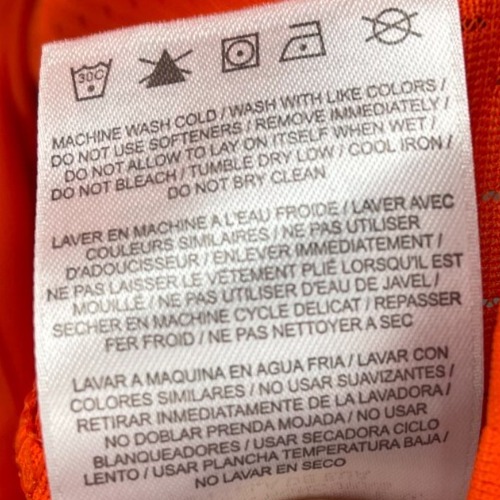 30C
MACHINE WASH COLD / WASH WITH LIKE COLORS /
DO NOT USE SOFTENERS / REMOVE IMMEDIATELY /
DO NOT ALLOW TO LAY ON ITSELF WHEN WET /
DO NOT BLEACH / TUMBLE DRY LOW / COOL IRON /
DO NOT BRY CLEAN
LAVER EN MACHINE A L'EAU FROIDE / LAVER AVEC
COULEURS SIMILAIRES / NE PAS UTILISER
D'ADOUCISSEUR / ENLEVER IMMEDIATEMENT /
NE PAS LAISSER LE VÊTEMENT PLIÉ LORSQU'IL EST
MOUILLÉ / NE PAS UTILISER D'EAU DE JAVEL /
SECHER EN MACHINE CYCLE DELICAT / REPASSER
FER FROID / NE PAS NETTOYER A SEC
LAVAR A MAQUINA EN AGUA FRIA / LAVAR CON
COLORES SIMILARES / NO USAR SUAVIZANTES /
RETIRAR IMMEDIATAMENTE DE LA LAVADORA /
NO DOBLAR PRENDA MOJADA / NO USAR
BLANQUEADORES / USAR SECADORA CICLO
LENTO / USAR PLANCHA TEMPERATURA BAJA /
NO LAVAR EN SECO